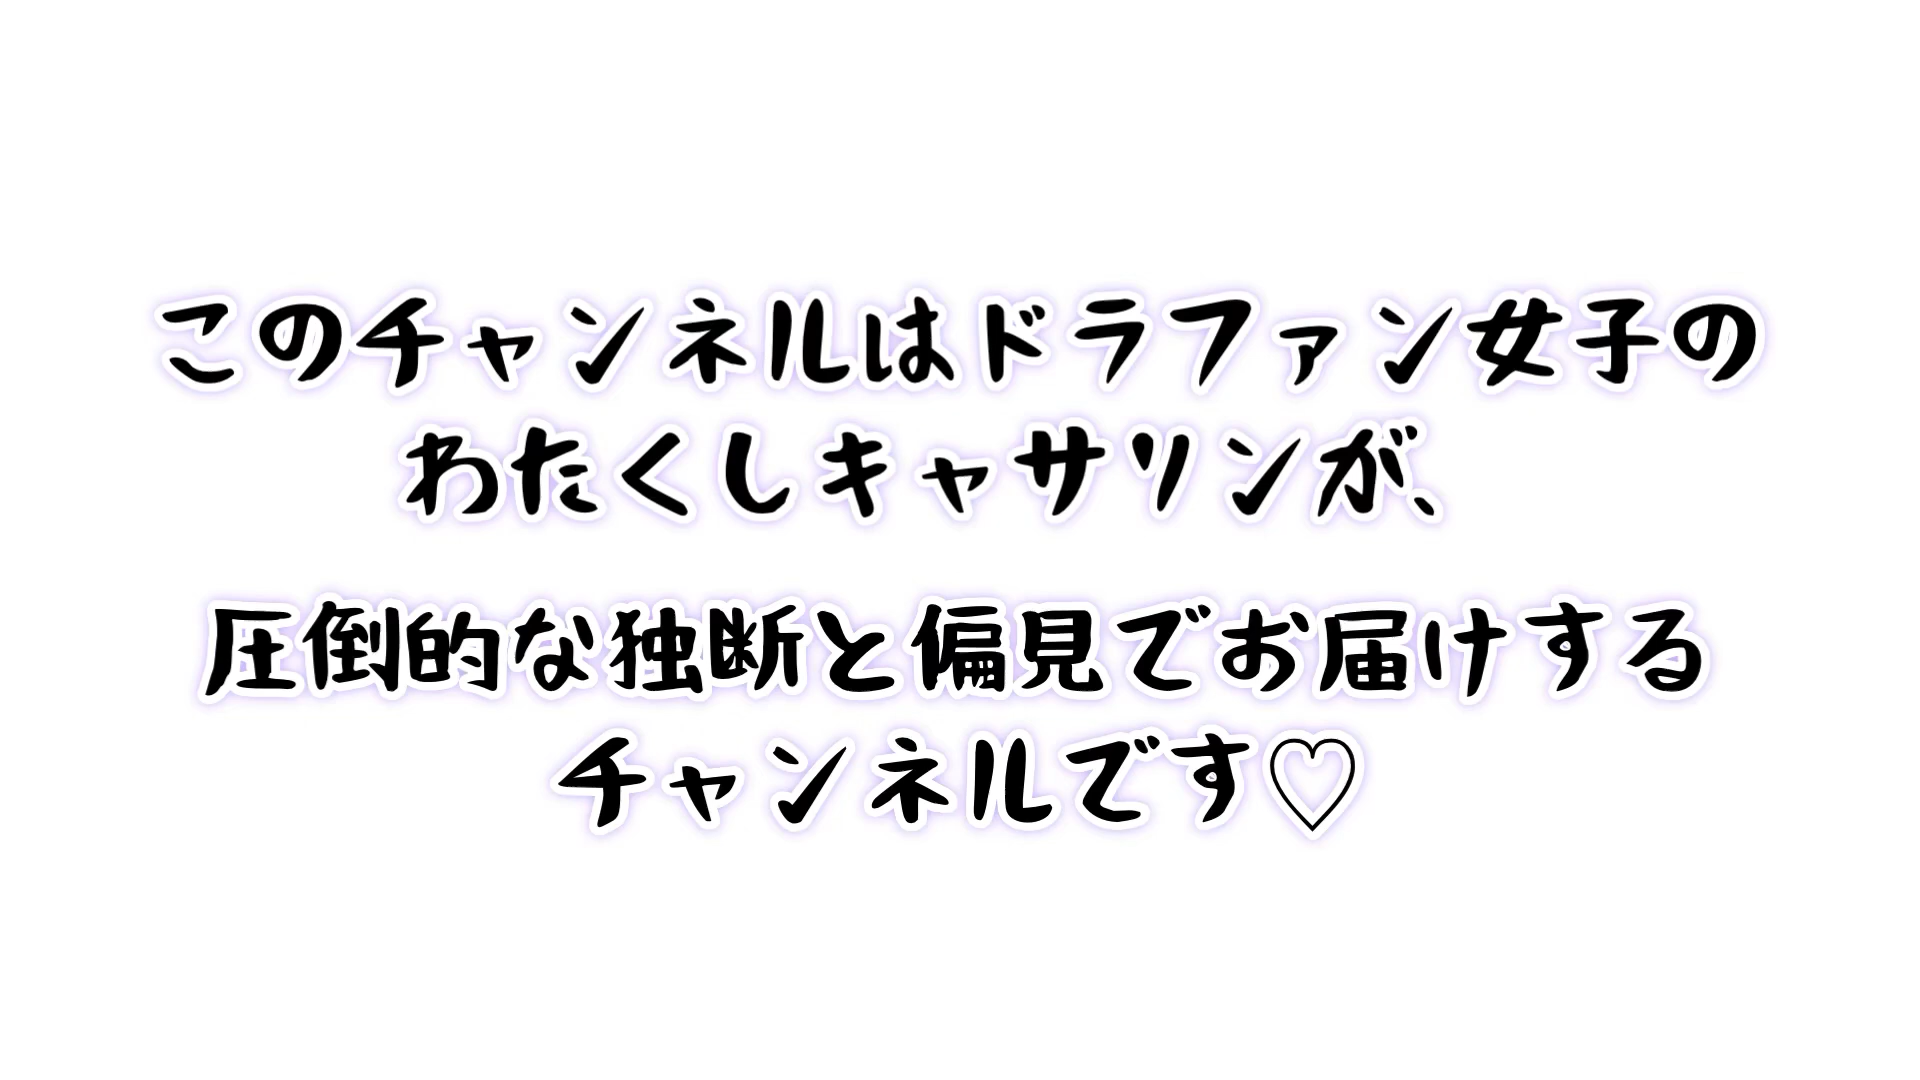 このチャンネルはドラファン女子の
わたくしキャサリンが、
圧倒的な独断と偏見でお届けする
チャンネルです♡